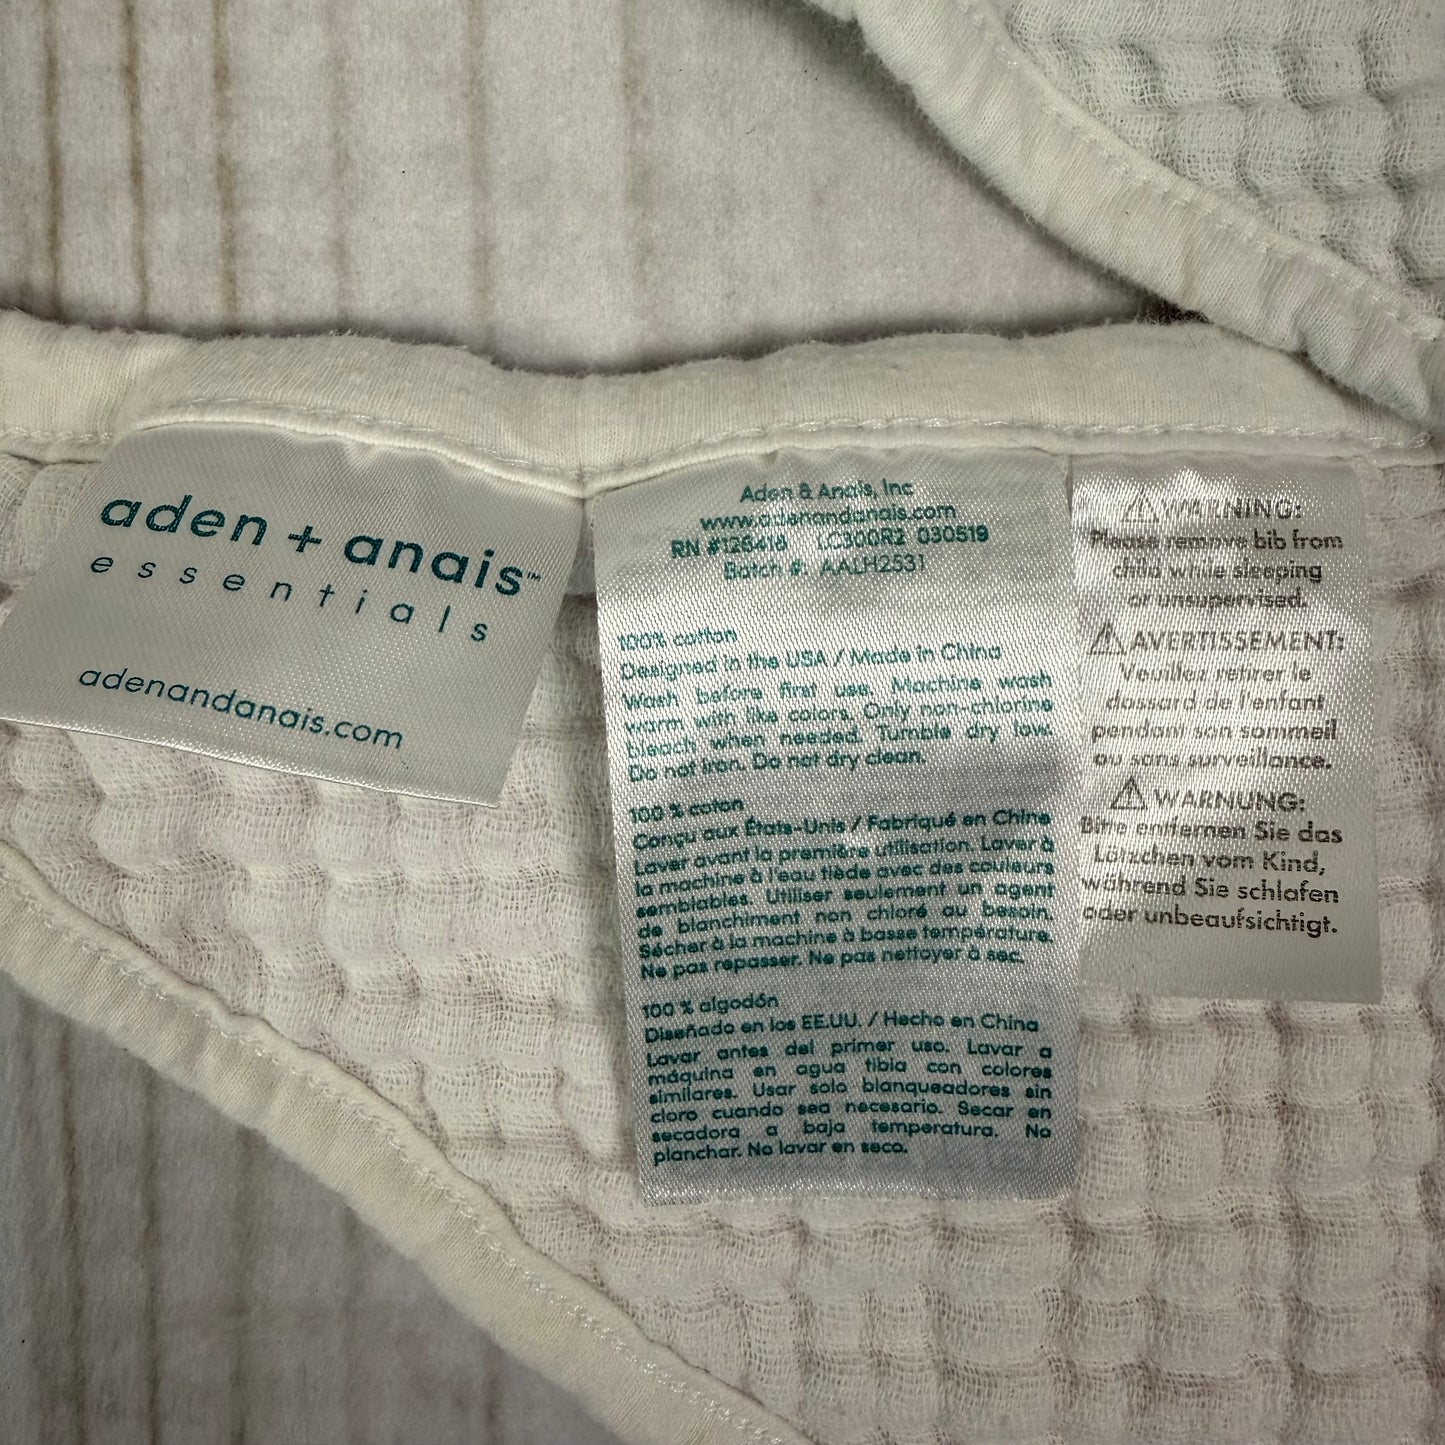 aden + anais™
essentials
adenandanais.com
Aden & Anais, Inc
www.adenandanais.com
RN #126418 LC300R2 030519
Batch #: AALH2531
100% cotton
Designed in the USA / Made in China
Wash before first use. Machine wash
warm with like colors. Only non-chlorine
bleach when needed. Tumble dry low.
Do not iron. Do not dry clean.
100 % coton
Conçu aux États-Unis / Fabriqué en Chine
Laver avant la première utilisation. Laver à
la machine à l'eau tiède avec des couleurs
semblables. Utiliser seulement un agent
de blanchiment non chloré au besoin.
Sécher à la machine à basse température.
Ne pas repasser. Ne pas nettoyer à sec.
100 % algodón
Diseñado en los EE.UU. / Hecho en China
Lavar antes del primer uso. Lavar a
máquina en agua tibia con colores
similares. Usar solo blanqueadores sin
cloro cuando sea necesario. Secar en
secadora a baja temperatura. No
planchar. No lavar en seco.
⚠WARNING:
Please remove bib from
child while sleeping
or unsupervised.
⚠AVERTISSEMENT:
Veuillez retirer le
dossard de l'enfant
pendant son sommeil
ou sans surveillance.
⚠WARNUNG:
Bitte entfernen Sie das
Lätzchen vom Kind,
während Sie schlafen
oder unbeaufsichtigt.